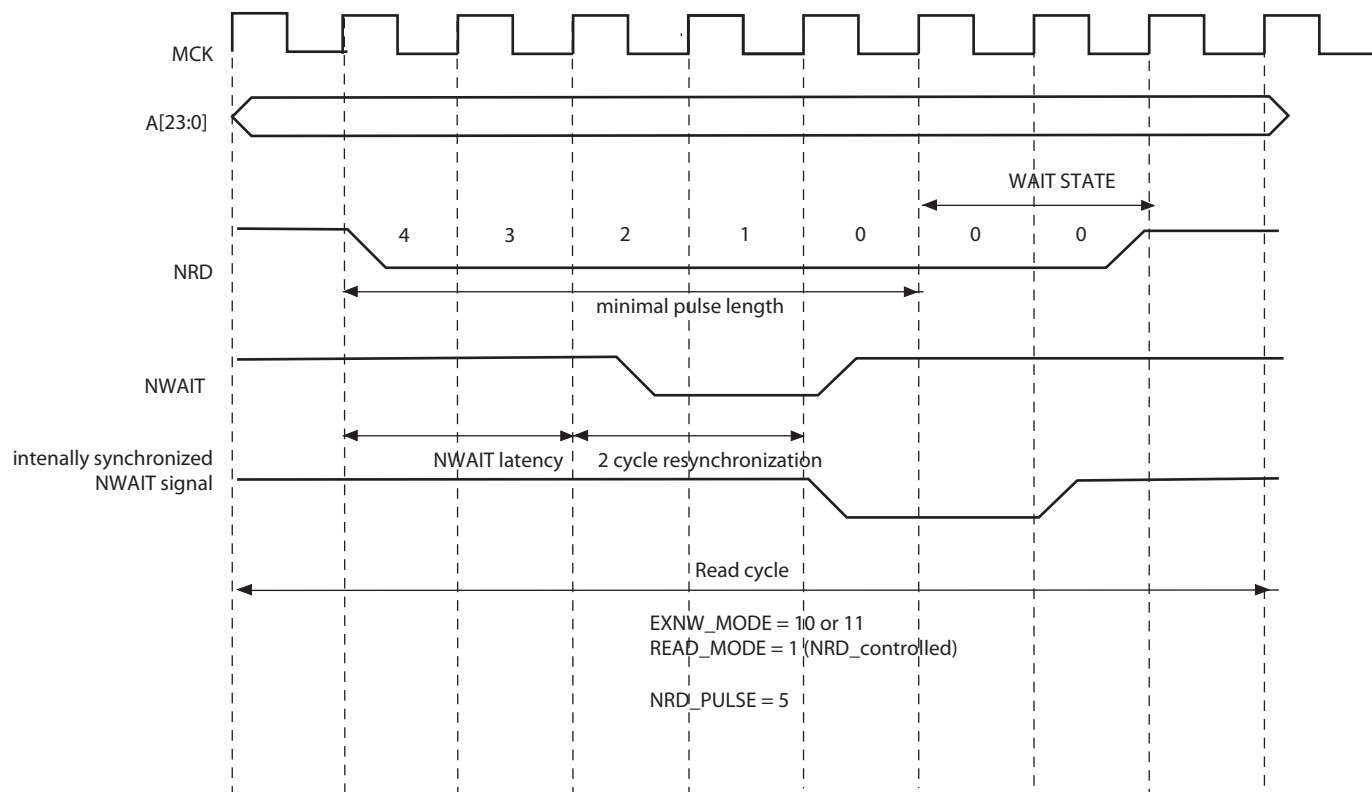 MCK
A[23:0]
WAIT STATE
4 3 2 1 0 0 0
NRD
minimal pulse length
NWAIT
intenally synchronized
NWAIT signal
NWAIT latency
2 cycle resynchronization
Read cycle
EXNW_MODE = 10 or 11
READ_MODE = 1 (NRD_controlled)
NRD_PULSE = 5